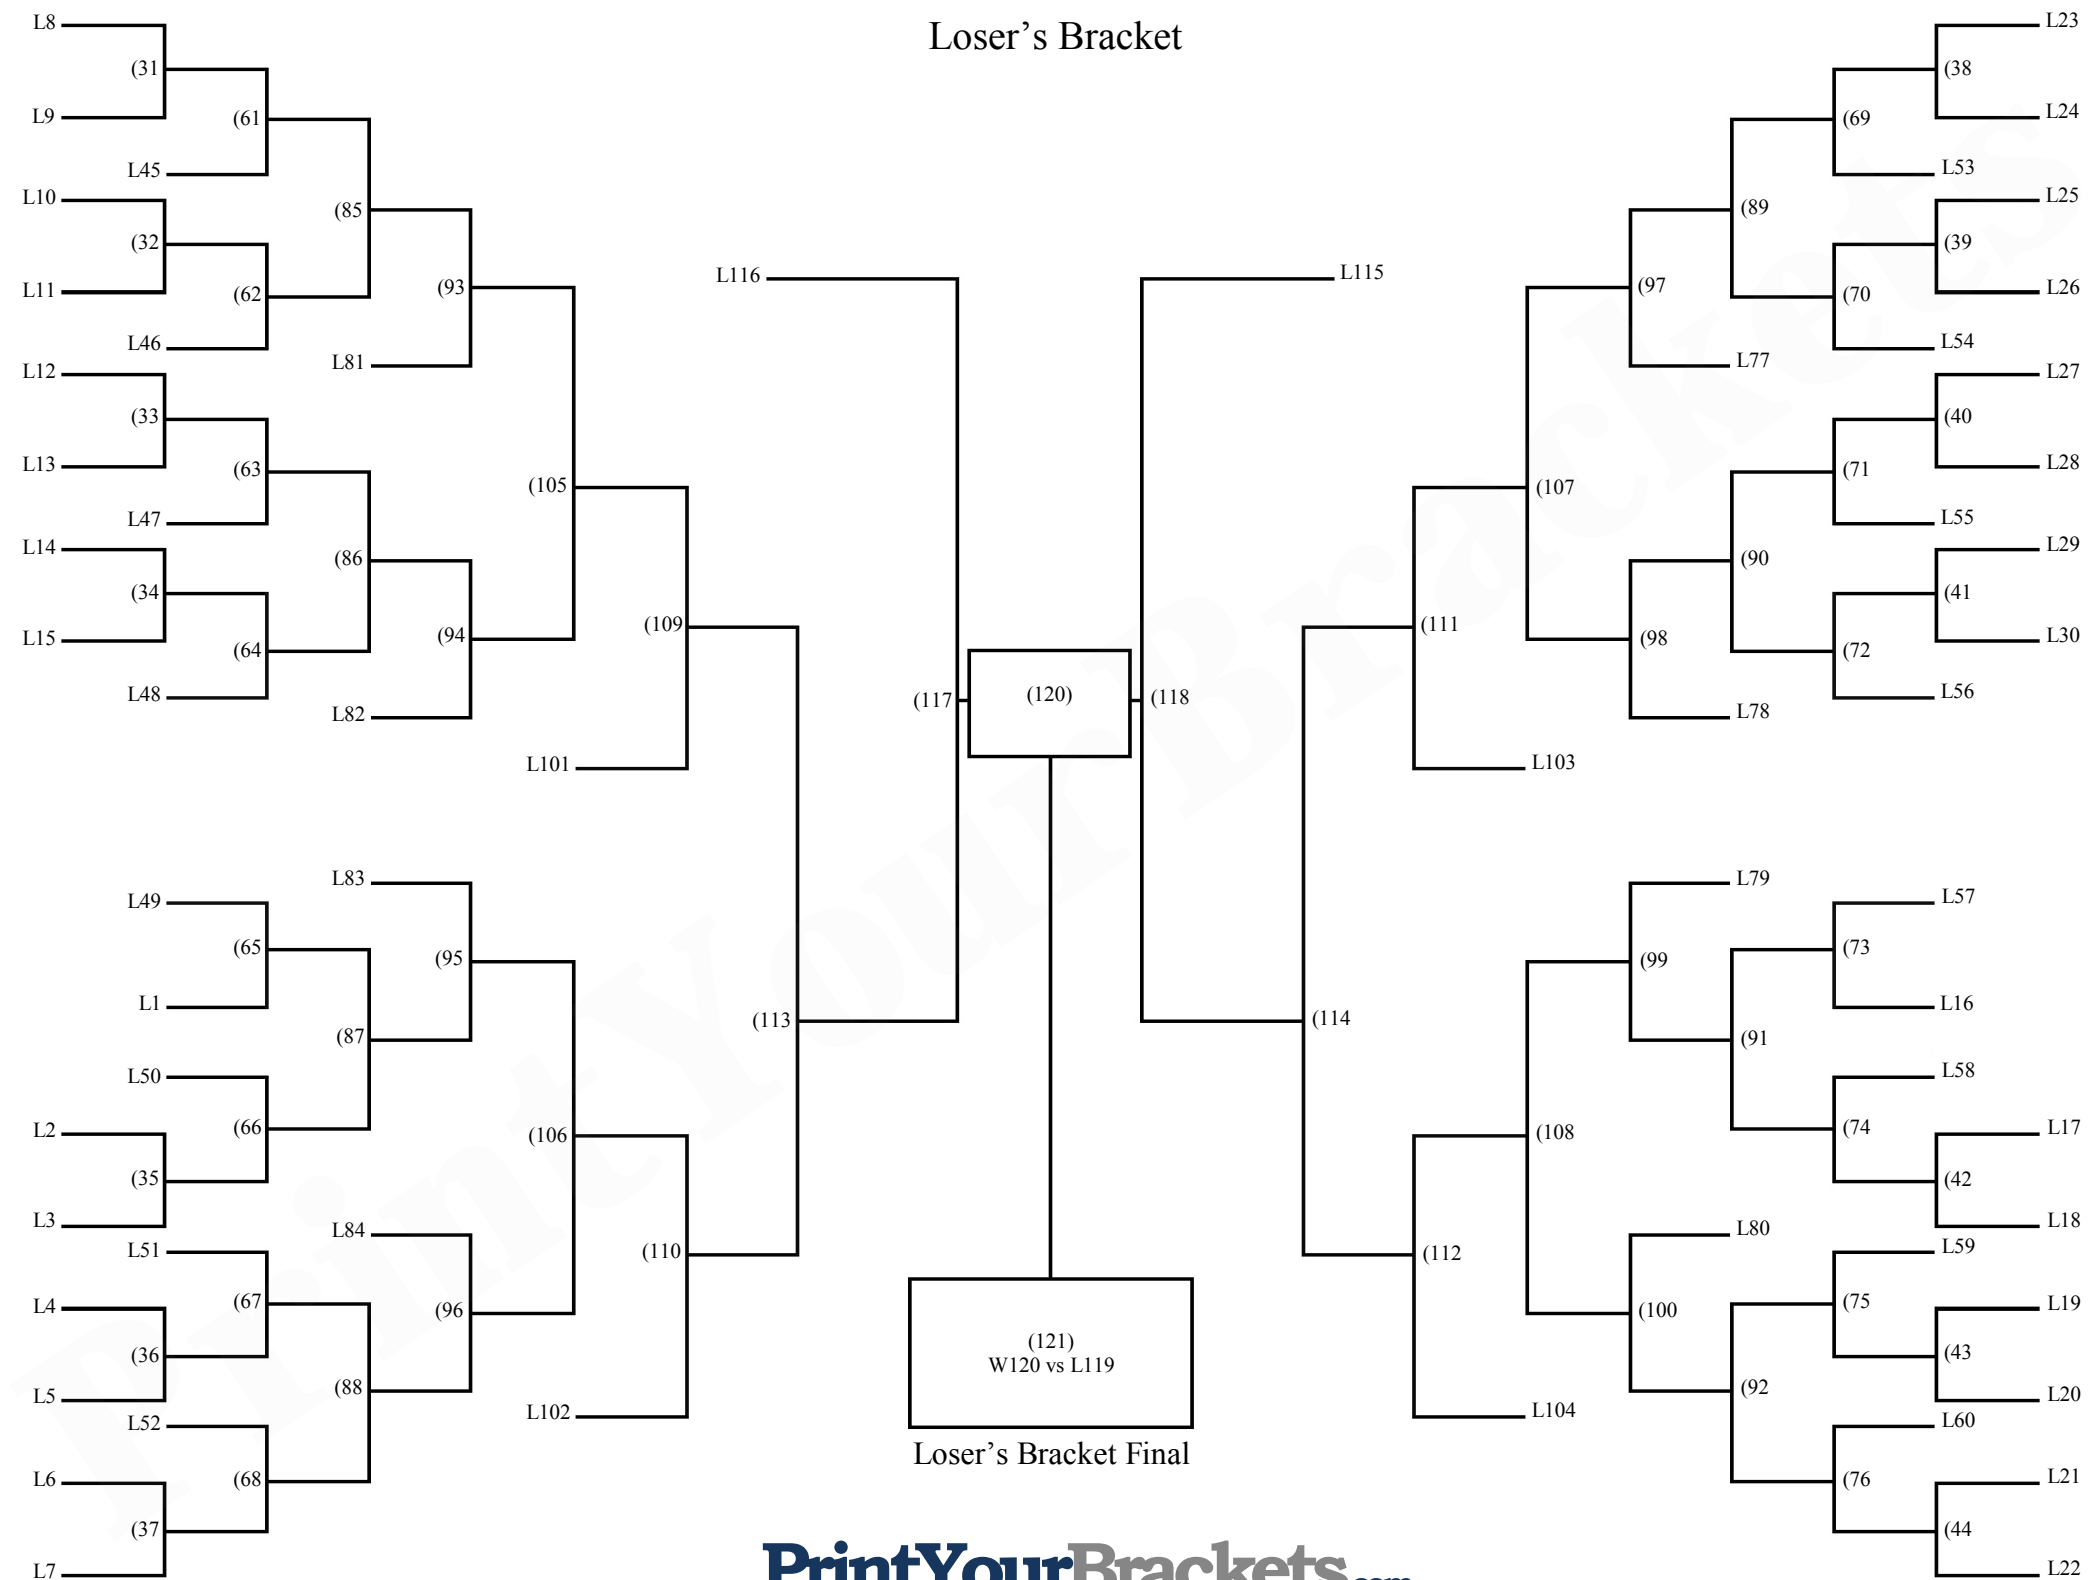 Loser's Bracket
L8
(31
L9
(61
L45
L10
(85
(32
L11
(62
(93
L46
L81
L12
(33
L13
(63
(105
L47
L14
(86
(34
(94
(109
L15
(64
L48
L82
L101
L83
L49
(65
(95
L1
(87
(113
L50
L2
(66
(106
(35
L3
L84
L51
(110
L4
(67
(96
(36
L5
(88
L102
L52
L6
(68
(37
L7
L116
L115
(117
(120)
(118
(121)
W120 vs L119
Loser's Bracket Final
L23
(38
L24
(69
L53
L25
(89
(39
L26
(70
(97
L54
L77
L27
(40
L28
(71
(107
L55
L29
(90
(41
(98
(111
L30
(72
L56
L78
L103
L79
L57
(73
(99
L16
(91
(114
L58
L17
(74
(108
(42
L18
L80
L59
(112
L19
(75
(100
(43
L20
(92
L104
L60
L21
(76
(44
L22
PrintYourBrackets.com
PrintYourBrackets